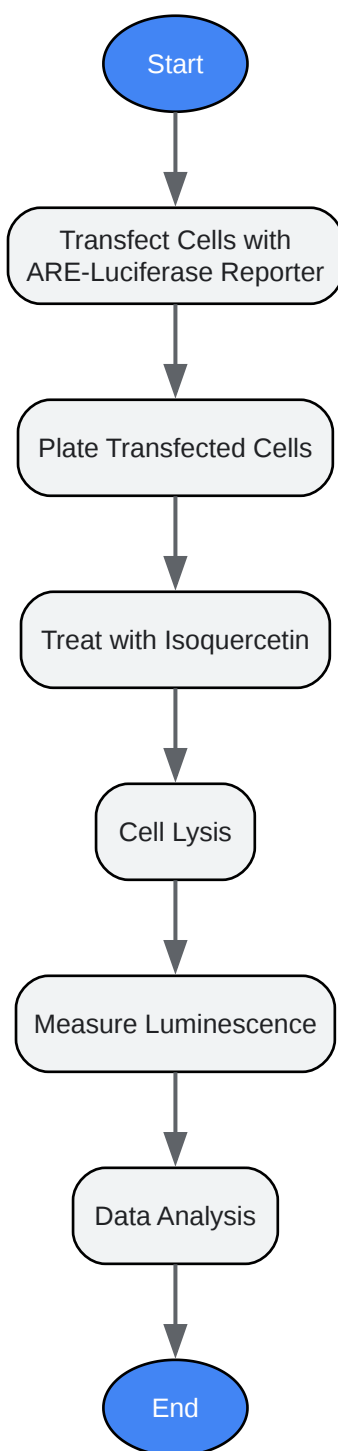 Start
Transfect Cells with
ARE-Luciferase Reporter
Plate Transfected Cells
Treat with Isoquercetin
Cell Lysis
Measure Luminescence
Data Analysis
End